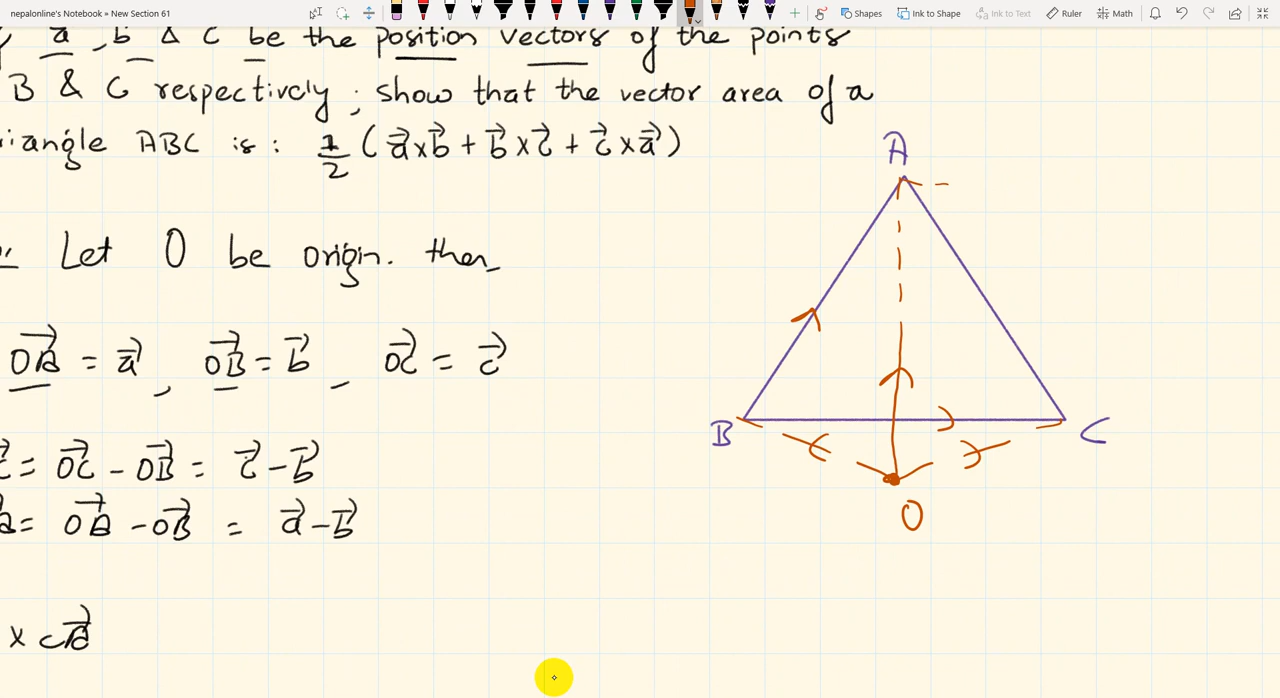 nepalonline's Notebook » New Section 61
Shapes Ink to Shape Ink to Text Ruler Math
a , b & c be the position vectors of the points
B & C respectively ; show that the vector area of a
iangle ABC is : 1/2 ( a⃗×b⃗ + b⃗×c⃗ + c⃗×a⃗ )
Let O be origin. then
OA⃗ = a⃗ , OB⃗ = b⃗ , OC⃗ = c⃗
= OC⃗ - OB⃗ = c⃗ - b⃗
= OA⃗ - OB⃗ = a⃗ - b⃗
A
B
C
O